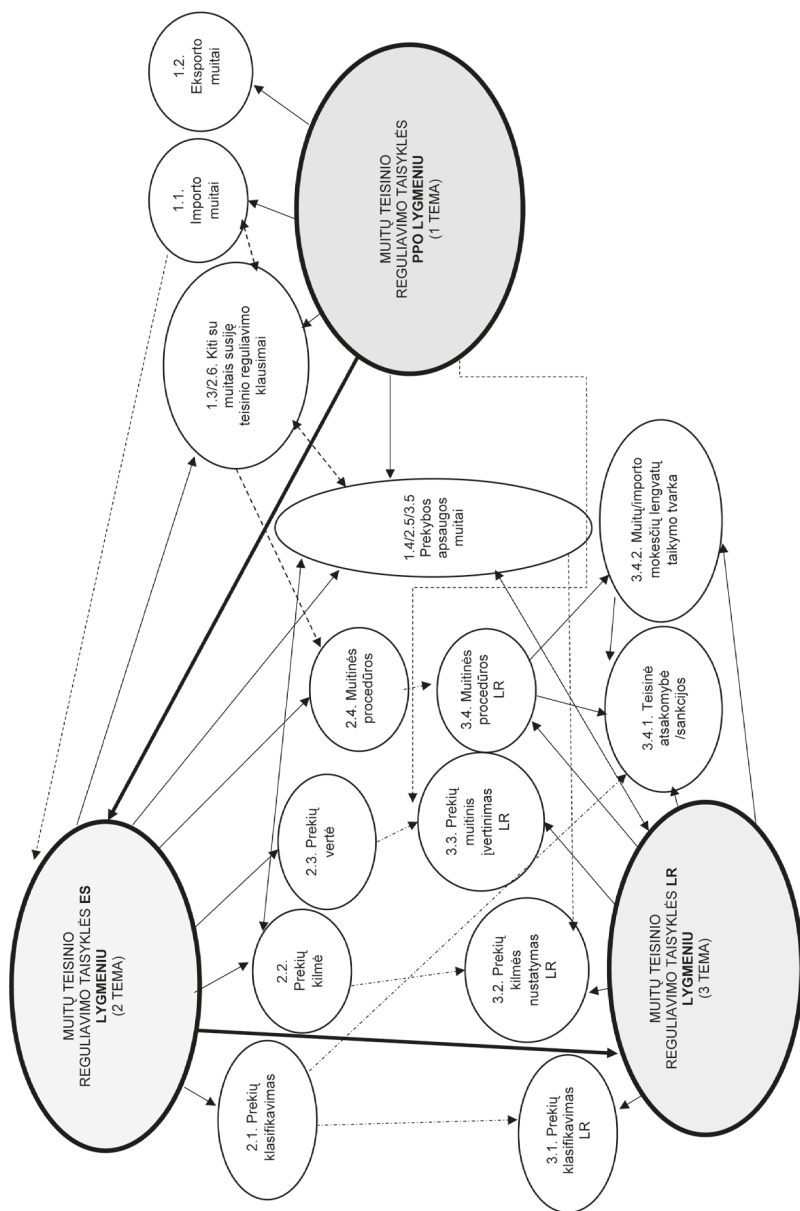 MUITŲ TEISINIO
REGULIAVIMO TAISYKLĖS ES
LYGMENIU
(2 TEMA)
2.1. Prekių
klasifikavimas
2.2.
Prekių
kilmė
2.3. Prekių
vertė
2.4. Muitinės
procedūros
1.3/2.6. Kiti su
muitais susiję
teisinio reguliavimo
klausimai
1.1.
Importo
muitai
1.2.
Eksporto
muitai
MUITŲ TEISINIO
REGULIAVIMO TAISYKLĖS
PPO LYGMENIU
(1 TEMA)
1.4/2.5/3.5
Prekybos
apsaugos
muitai
3.1. Prekių
klasifikavimas
LR
3.2. Prekių
kilmės
nustatymas
LR
3.3. Prekių
muitinis
įvertinimas
LR
3.4. Muitinės
procedūros
LR
3.4.1. Teisinė
atsakomybė
/sankcijos
3.4.2. Muitų/importo
mokesčių lengvatų
taikymo tvarka
MUITŲ TEISINIO
REGULIAVIMO TAISYKLĖS LR
LYGMENIU
(3 TEMA)